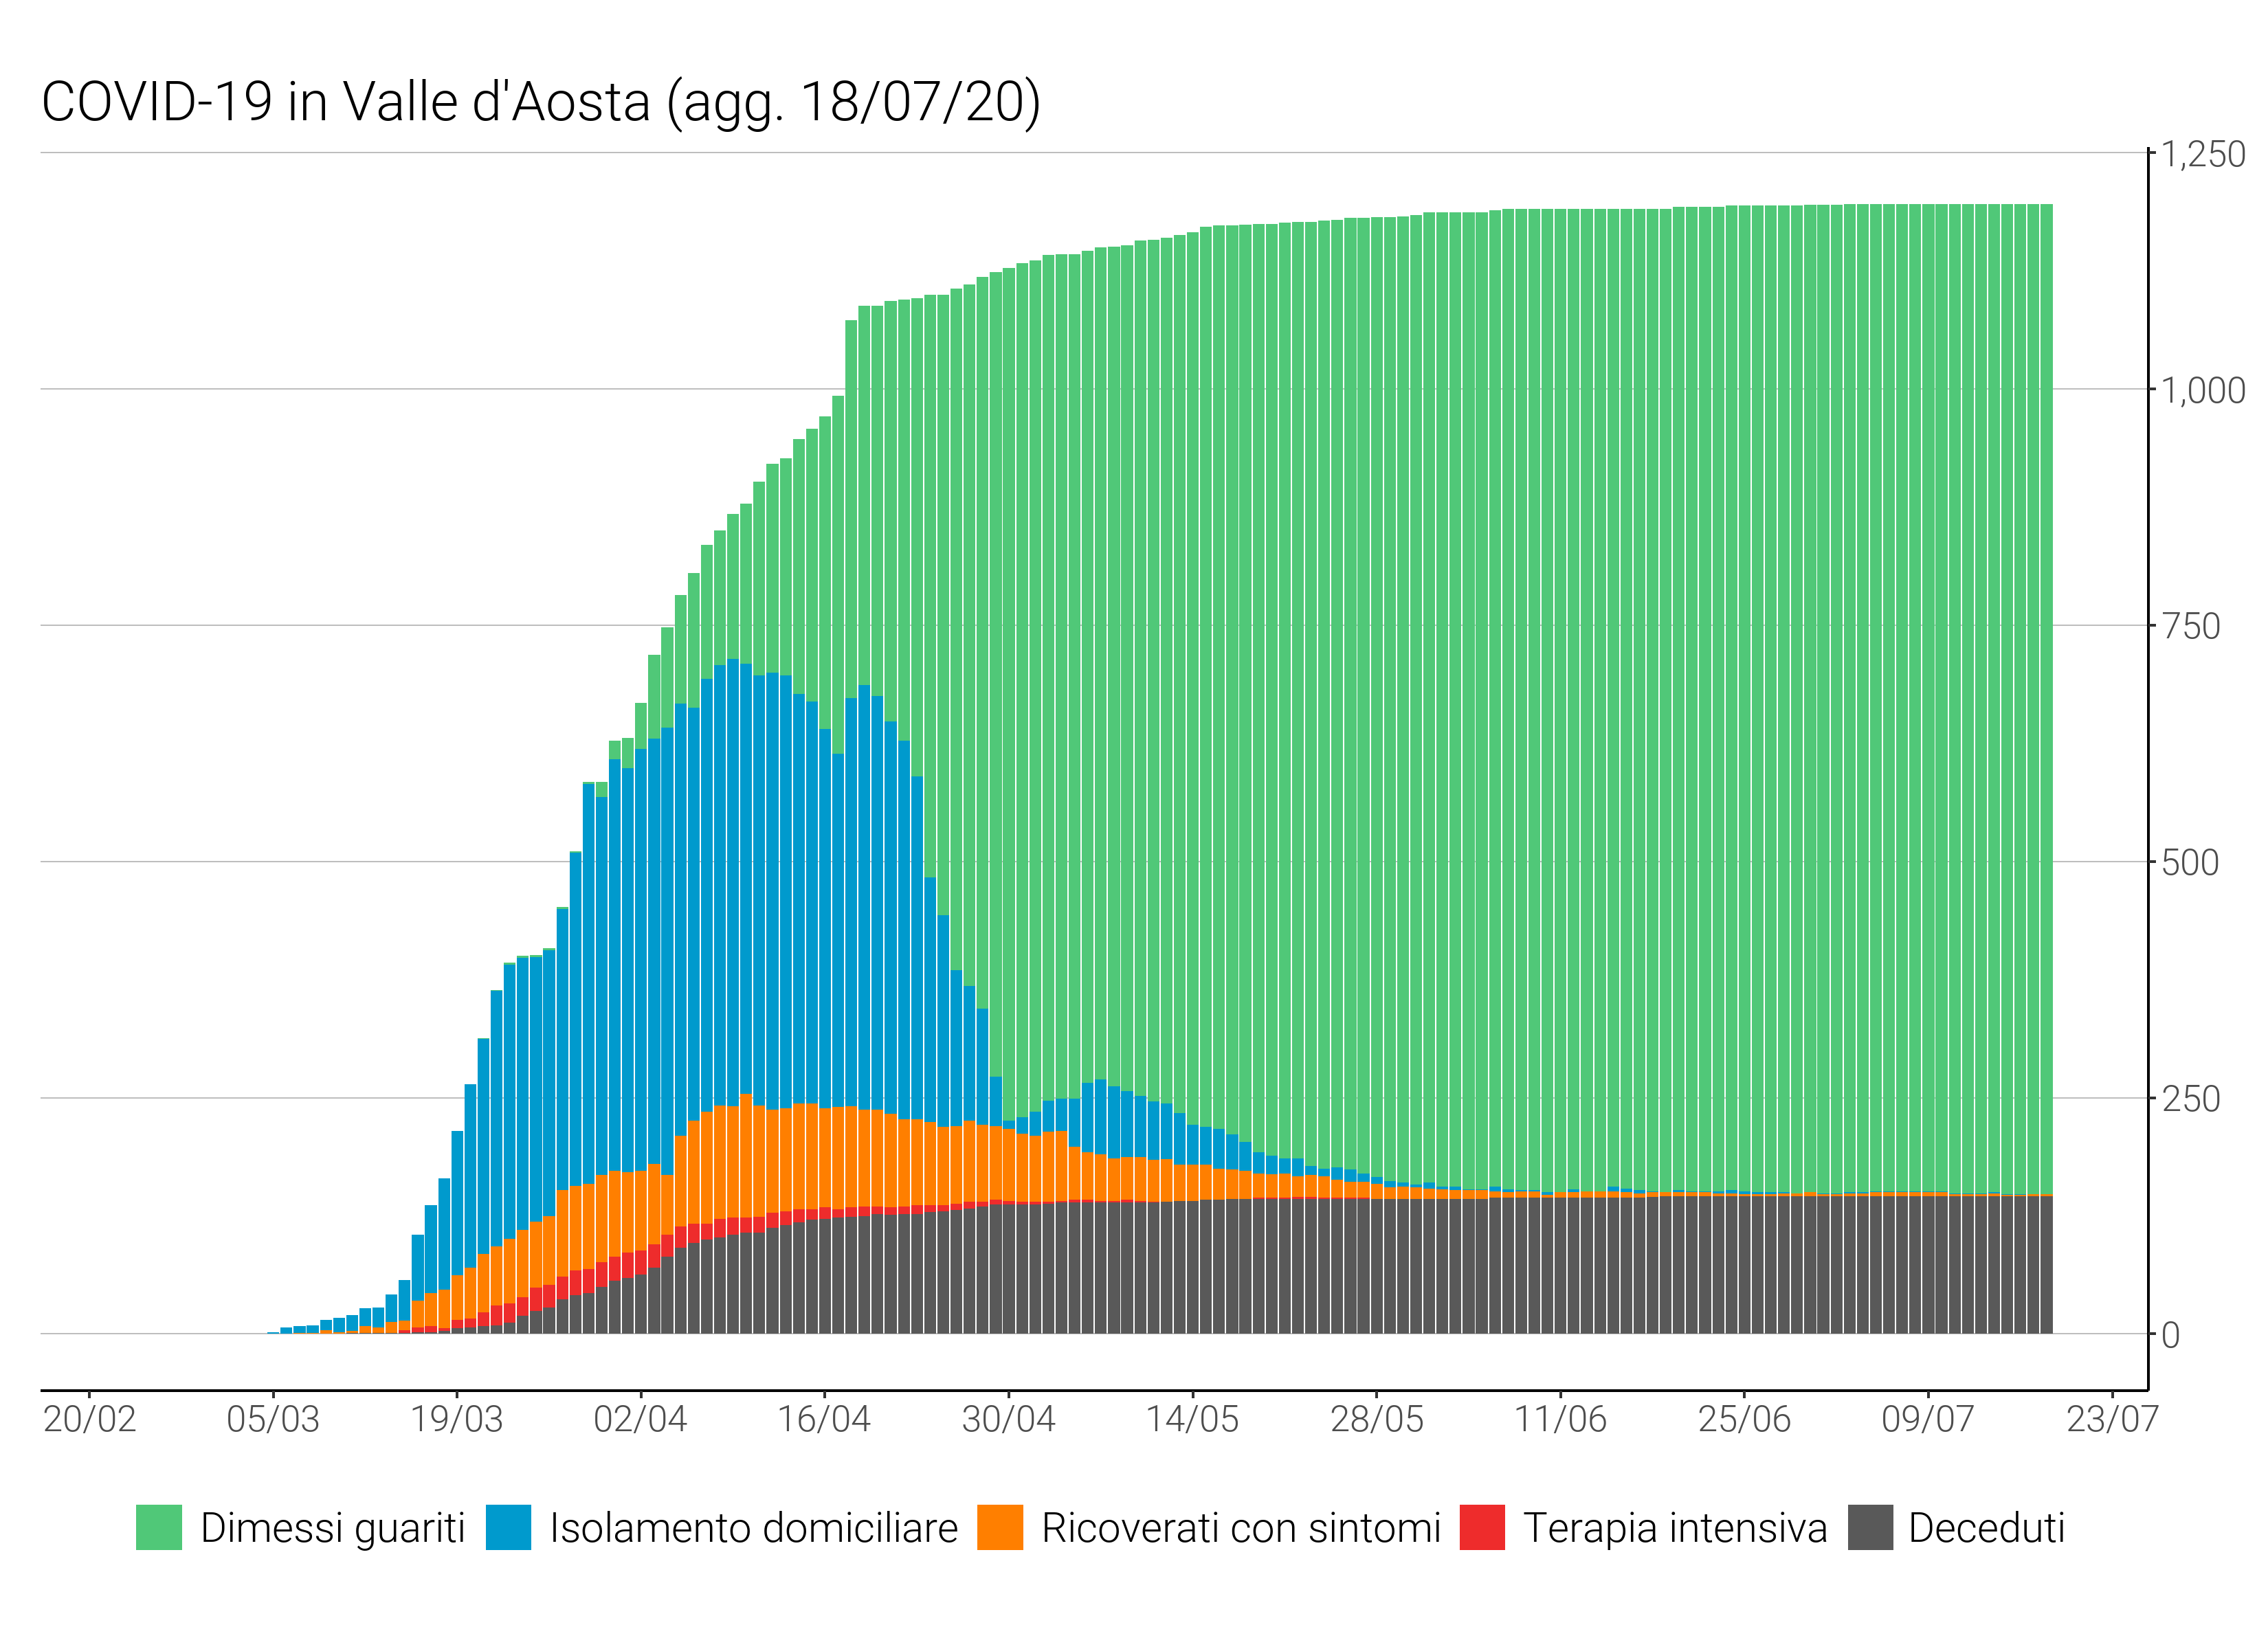 COVID-19 in Valle d'Aosta (agg. 18/07/20)
1,250
1,000
750
500
250
0
20/02 05/03 19/03 02/04 16/04 30/04 14/05 28/05 11/06 25/06 09/07 23/07
Dimessi guariti Isolamento domiciliare Ricoverati con sintomi Terapia intensiva Deceduti